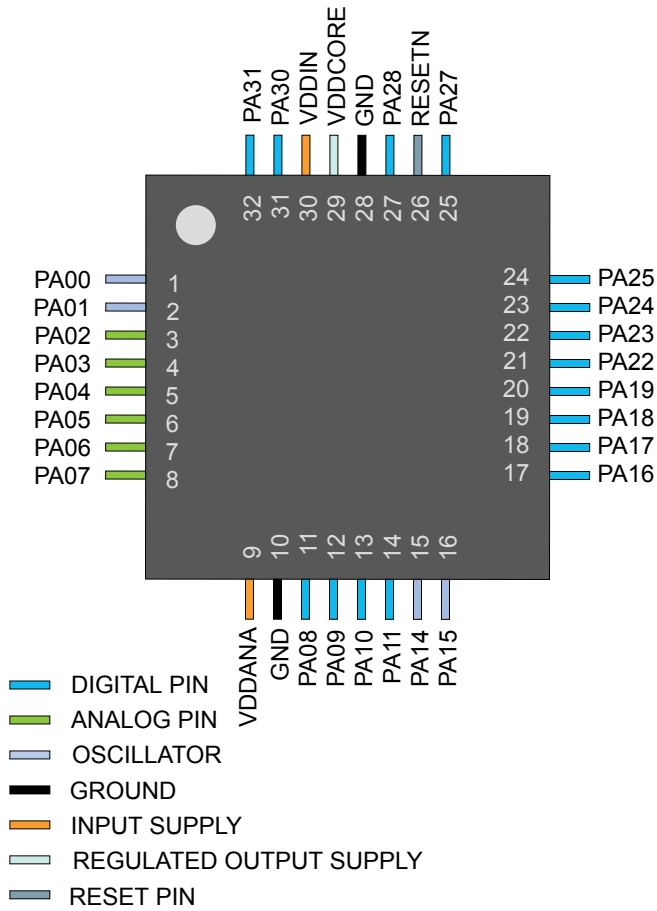 PA31
PA30
VDDIN
VDDCORE
GND
PA28
RESETN
PA27
32
31
30
29
28
27
26
25
PA00 1
PA01 2
PA02 3
PA03 4
PA04 5
PA05 6
PA06 7
PA07 8
24 PA25
23 PA24
22 PA23
21 PA22
20 PA19
19 PA18
18 PA17
17 PA16
9
10
11
12
13
14
15
16
VDDANA
GND
PA08
PA09
PA10
PA11
PA14
PA15
DIGITAL PIN
ANALOG PIN
OSCILLATOR
GROUND
INPUT SUPPLY
REGULATED OUTPUT SUPPLY
RESET PIN